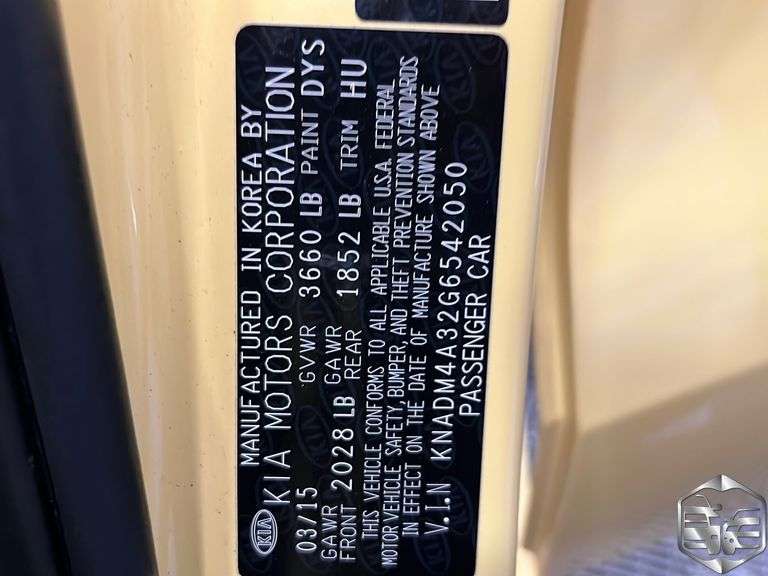 MANUFACTURED IN KOREA BY
KIA KIA MOTORS CORPORATION
03/15 GVWR 3660 LB PAINT DYS
GAWR FRONT 2028 LB GAWR REAR 1852 LB TRIM HU
THIS VEHICLE CONFORMS TO ALL APPLICABLE U.S.A. FEDERAL
MOTOR VEHICLE SAFETY, BUMPER, AND THEFT PREVENTION STANDARDS
IN EFFECT ON THE DATE OF MANUFACTURE SHOWN ABOVE
V.I.N KNADM4A32G6542050
PASSENGER CAR